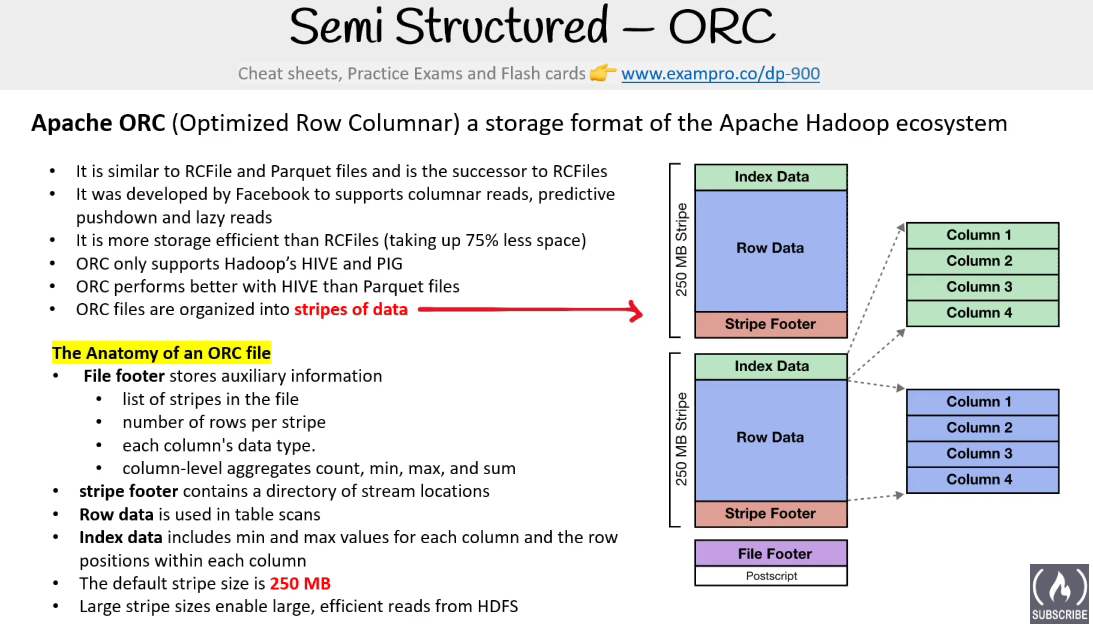 Semi Structured – ORC
Cheat sheets, Practice Exams and Flash cards 👉 www.exampro.co/dp-900
Apache ORC (Optimized Row Columnar) a storage format of the Apache Hadoop ecosystem
• It is similar to RCFile and Parquet files and is the successor to RCFiles
• It was developed by Facebook to supports columnar reads, predictive
pushdown and lazy reads
• It is more storage efficient than RCFiles (taking up 75% less space)
• ORC only supports Hadoop's HIVE and PIG
• ORC performs better with HIVE than Parquet files
• ORC files are organized into stripes of data
The Anatomy of an ORC file
• File footer stores auxiliary information
• list of stripes in the file
• number of rows per stripe
• each column's data type.
• column-level aggregates count, min, max, and sum
• stripe footer contains a directory of stream locations
• Row data is used in table scans
• Index data includes min and max values for each column and the row
positions within each column
• The default stripe size is 250 MB
• Large stripe sizes enable large, efficient reads from HDFS
250 MB Stripe
Index Data
Row Data
Stripe Footer
250 MB Stripe
Index Data
Row Data
Stripe Footer
File Footer
Postscript
Column 1
Column 2
Column 3
Column 4
Column 1
Column 2
Column 3
Column 4
SUBSCRIBE